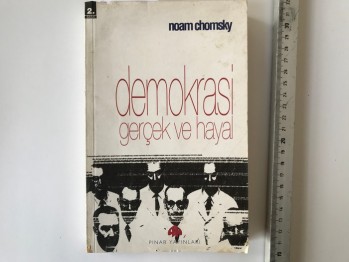 2.
noam chomsky
demokrasi
gerçek ve hayal
PINAR YAYINLARI